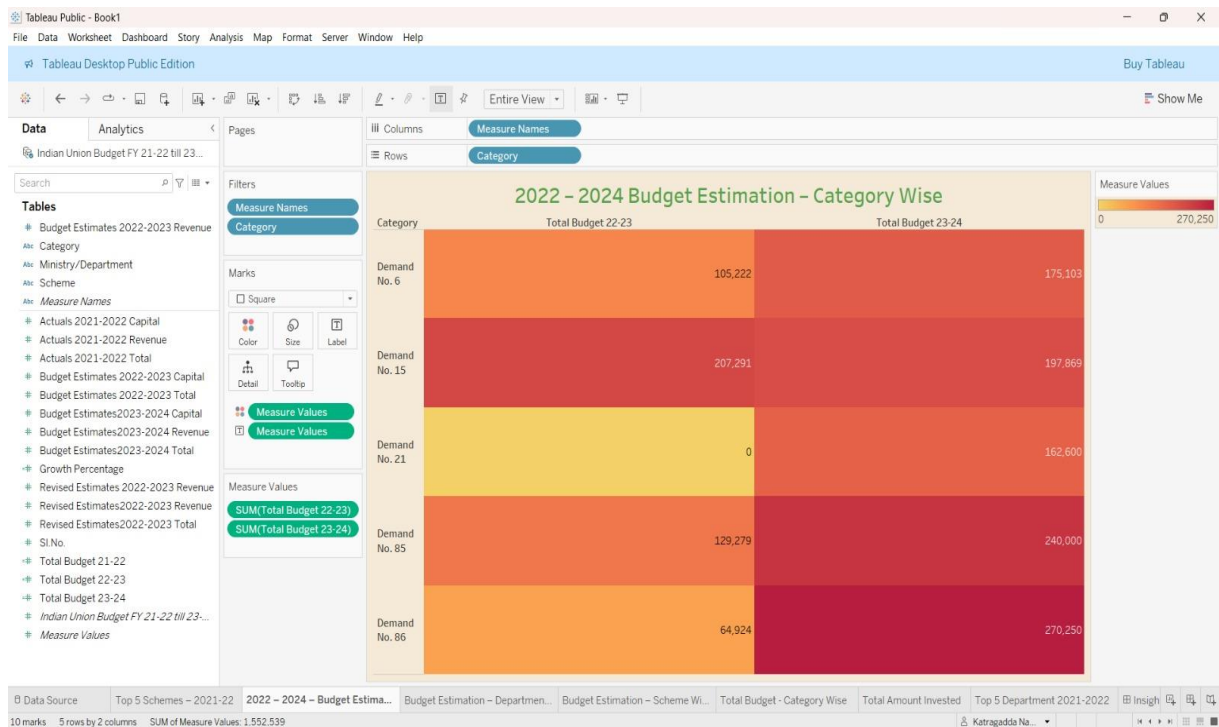 Tableau Public - Book1
File Data Worksheet Dashboard Story Analysis Map Format Server Window Help
Tableau Desktop Public Edition
Buy Tableau
Entire View
Show Me
Data Analytics
Indian Union Budget FY 21-22 till 23...
Search
Tables
# Budget Estimates 2022-2023 Revenue
Abc Category
Abc Ministry/Department
Abc Scheme
Abc Measure Names
# Actuals 2021-2022 Capital
# Actuals 2021-2022 Revenue
# Actuals 2021-2022 Total
# Budget Estimates 2022-2023 Capital
# Budget Estimates 2022-2023 Total
# Budget Estimates2023-2024 Capital
# Budget Estimates2023-2024 Revenue
# Budget Estimates2023-2024 Total
=# Growth Percentage
# Revised Estimates 2022-2023 Revenue
# Revised Estimates2022-2023 Revenue
# Revised Estimates2022-2023 Total
# Sl.No.
=# Total Budget 21-22
=# Total Budget 22-23
=# Total Budget 23-24
# Indian Union Budget FY 21-22 till 23-...
# Measure Values
Pages
Filters
Measure Names
Category
Marks
Square
Color Size Label
Detail Tooltip
Measure Values
Measure Values
Measure Values
SUM(Total Budget 22-23)
SUM(Total Budget 23-24)
Columns Measure Names
Rows Category
2022 – 2024 Budget Estimation – Category Wise
Category Total Budget 22-23 Total Budget 23-24
Demand
No. 6 105,222 175,103
Demand
No. 15 207,291 197,869
Demand
No. 21 0 162,600
Demand
No. 85 129,279 240,000
Demand
No. 86 64,924 270,250
Measure Values
0 270,250
Data Source Top 5 Schemes – 2021-22 2022 – 2024 – Budget Estima... Budget Estimation – Departmen... Budget Estimation – Scheme Wi... Total Budget - Category Wise Total Amount Invested Top 5 Department 2021-2022 Insigh
10 marks 5 rows by 2 columns SUM of Measure Values: 1,552,539
Katragadda Na...